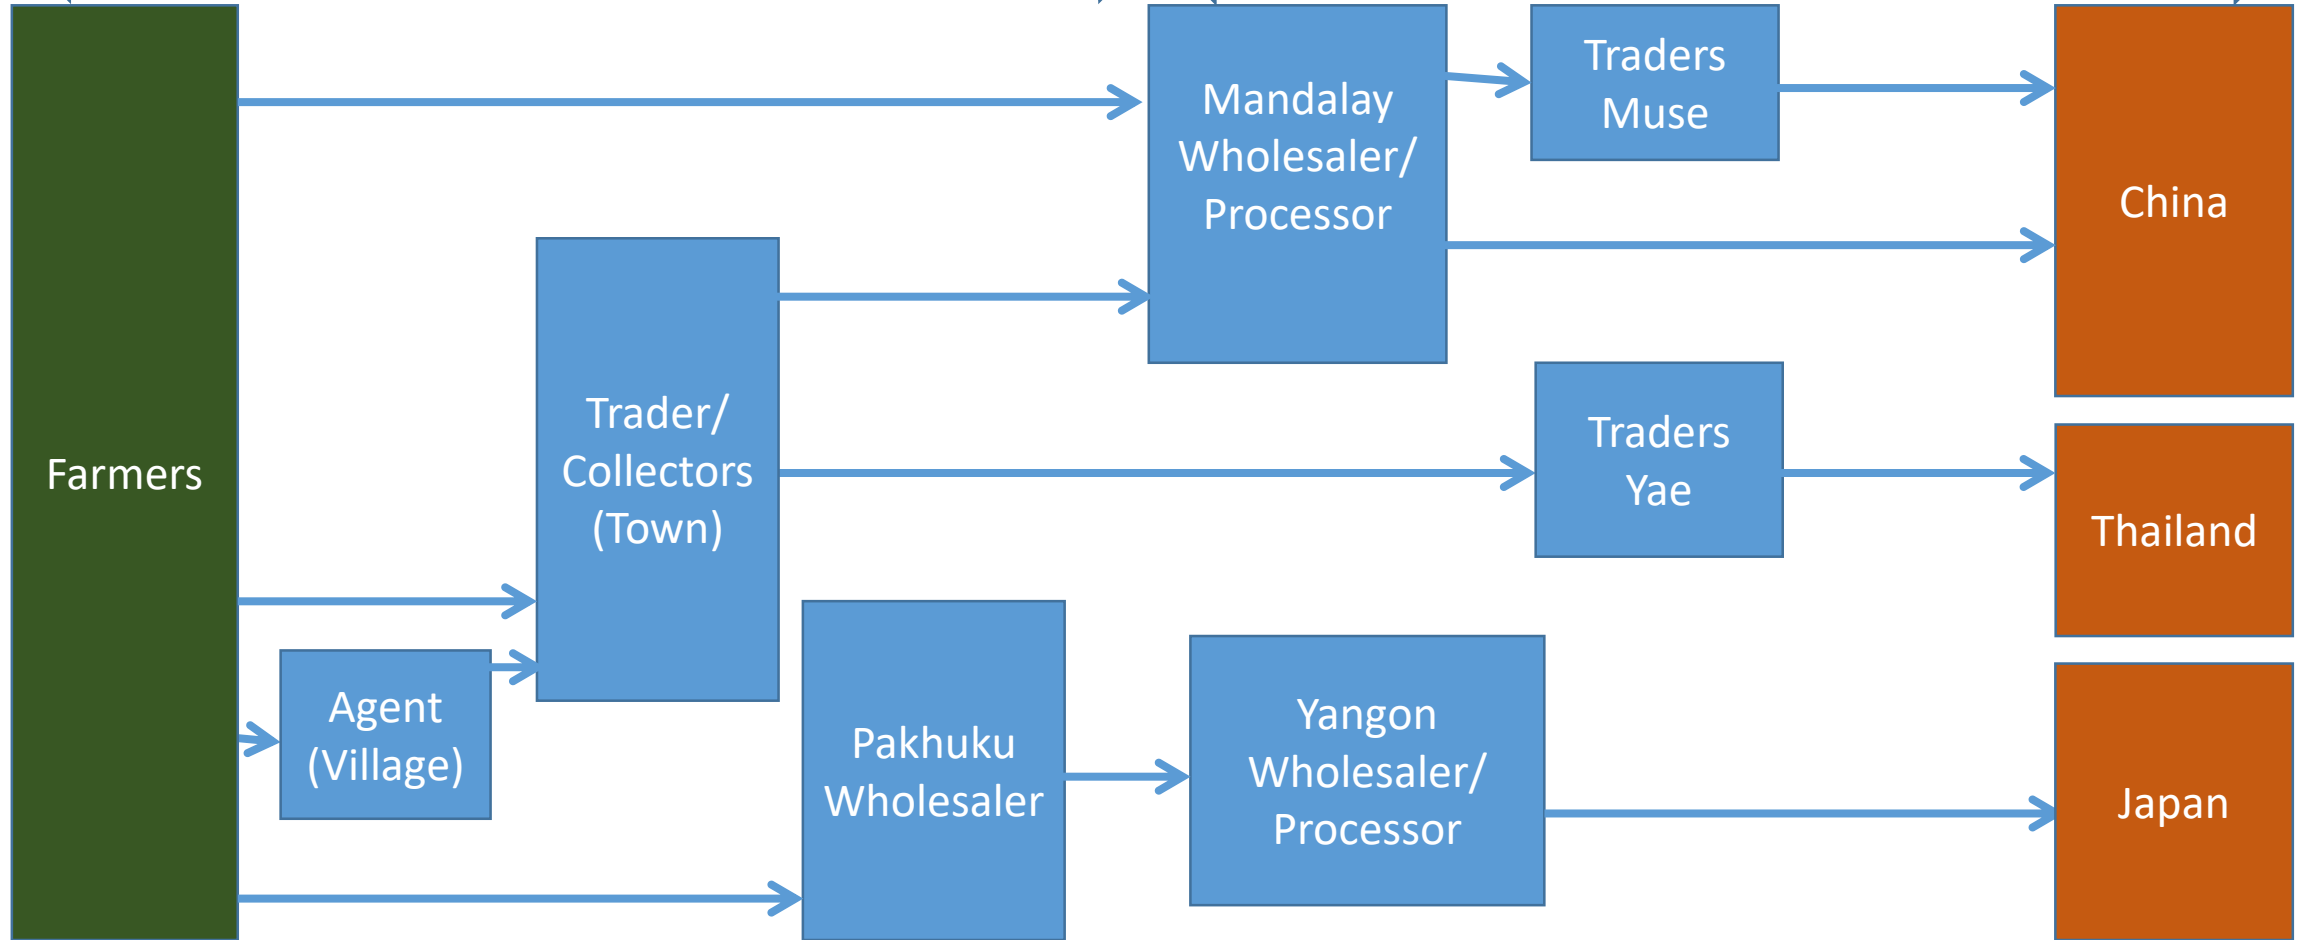 Farmers
Agent
(Village)
Trader/
Collectors
(Town)
Pakhuku
Wholesaler
Mandalay
Wholesaler/
Processor
Yangon
Wholesaler/
Processor
Traders
Muse
Traders
Yae
China
Thailand
Japan